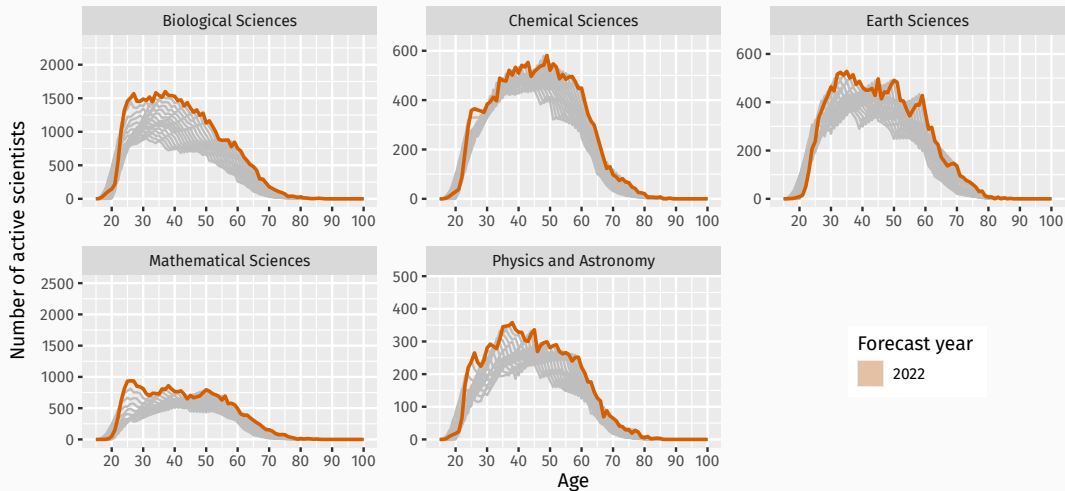 Biological Sciences
Chemical Sciences
Earth Sciences
2000
1500
1000
500
0
600
400
200
0
600
400
200
0
20 30 40 50 60 70 80 90 100
20 30 40 50 60 70 80 90 100
20 30 40 50 60 70 80 90 100
Number of active scientists
Mathematical Sciences
Physics and Astronomy
2500
2000
1500
1000
500
0
500
400
300
200
100
0
20 30 40 50 60 70 80 90 100
20 30 40 50 60 70 80 90 100
Age
Forecast year
2022